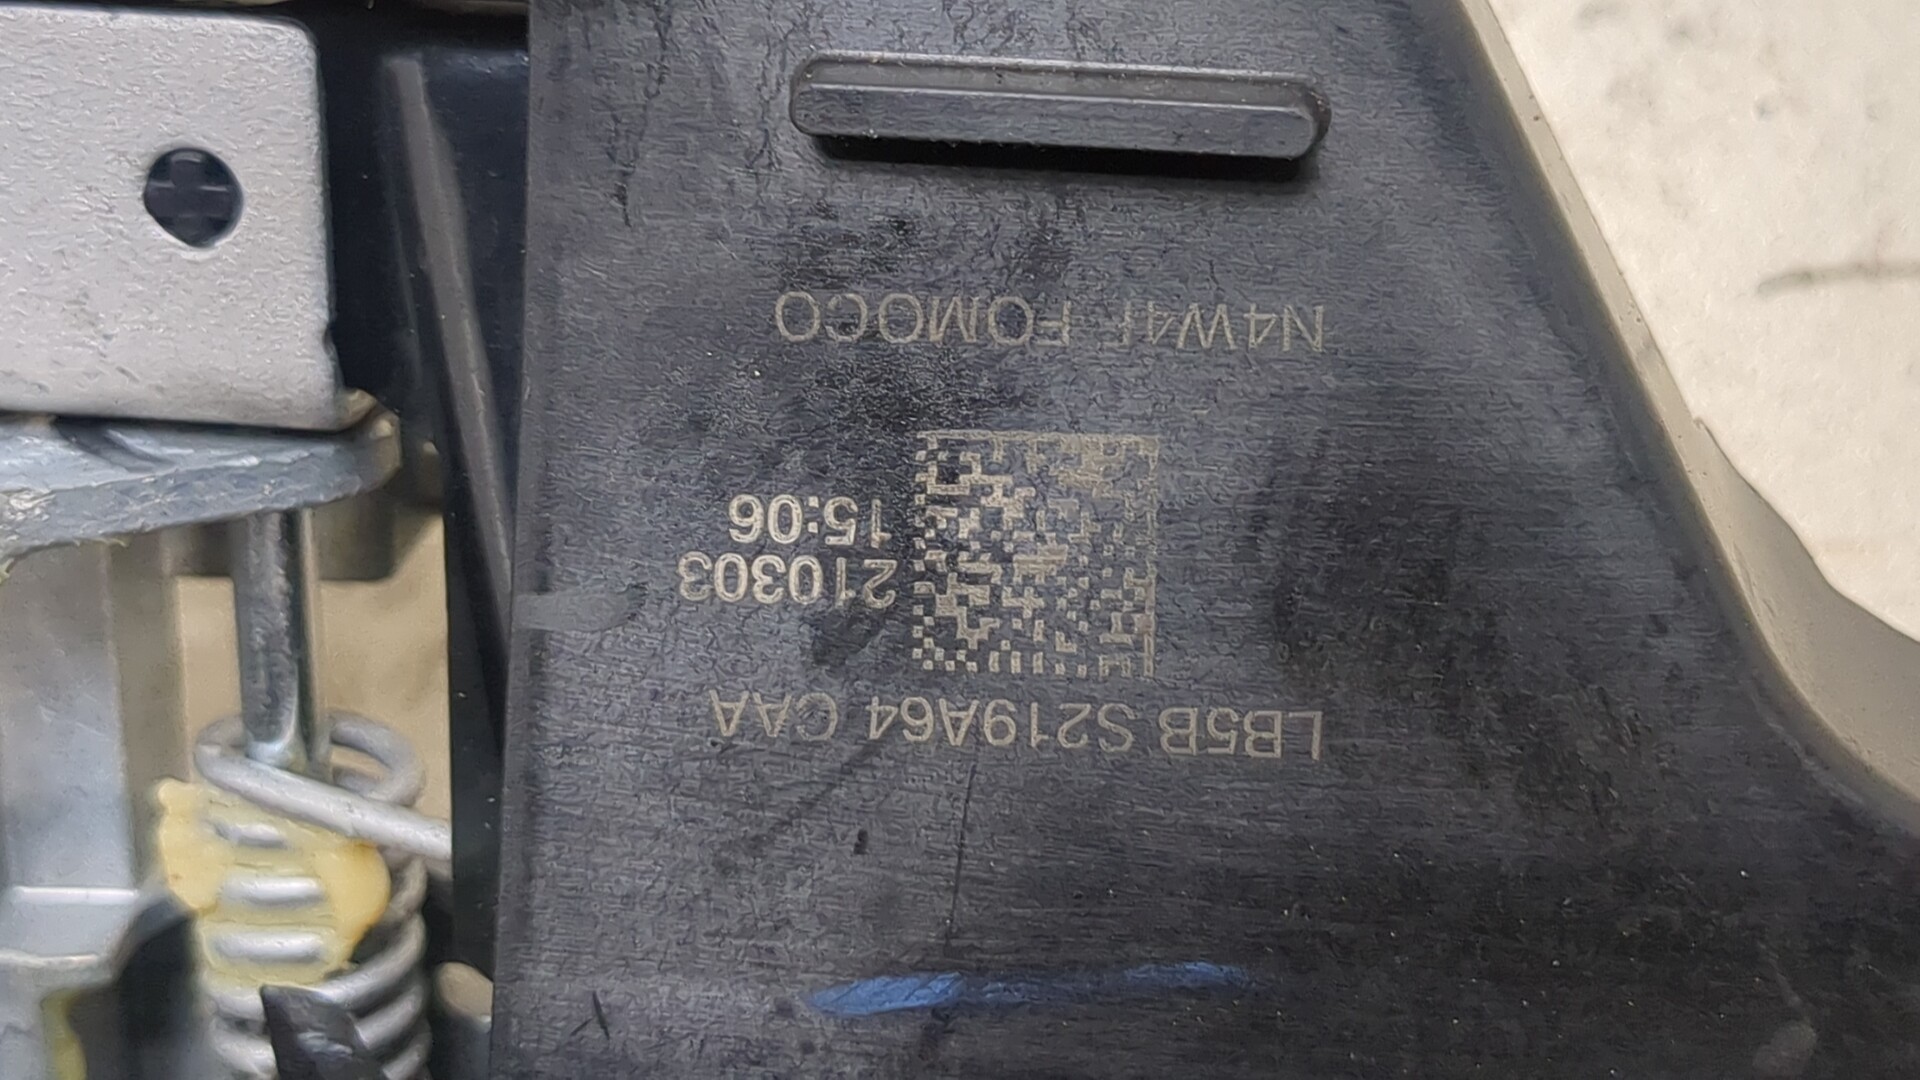 LB5B S219A64 CAA
210303
15:06
N4W4F FOMOCO